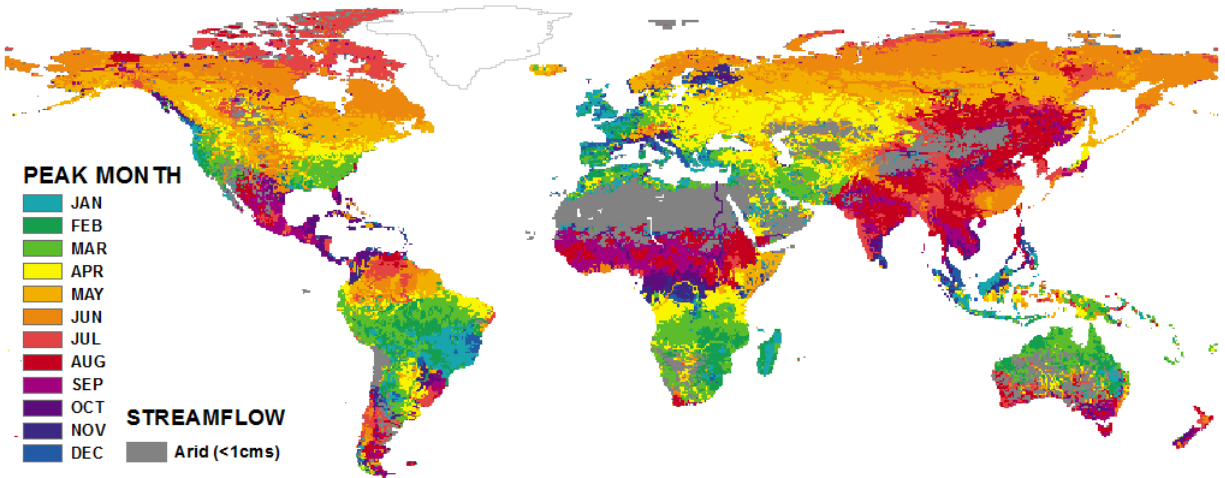 PEAK MONTH
JAN
FEB
MAR
APR
MAY
JUN
JUL
AUG
SEP
OCT
NOV
DEC
STREAMFLOW
Arid (<1cms)